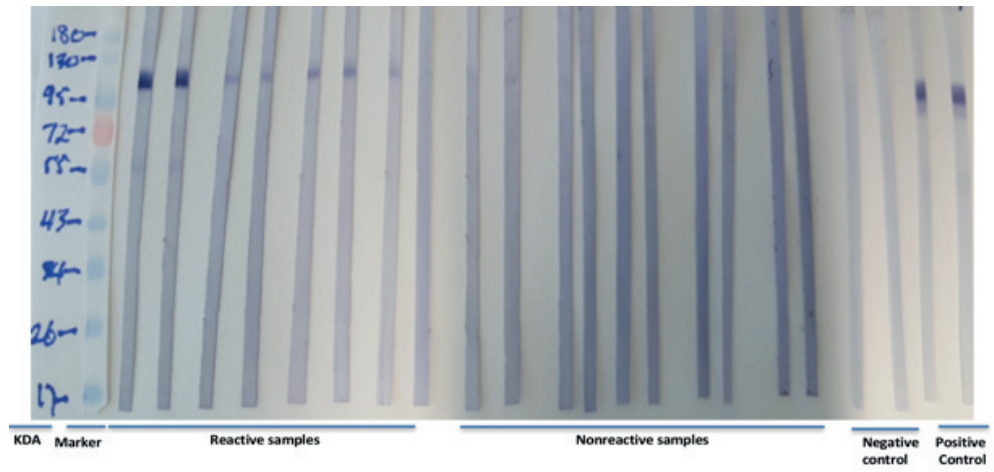 180
130
95
72
55
43
34
26
17
KDA
Marker
Reactive samples
Nonreactive samples
Negative control
Positive Control